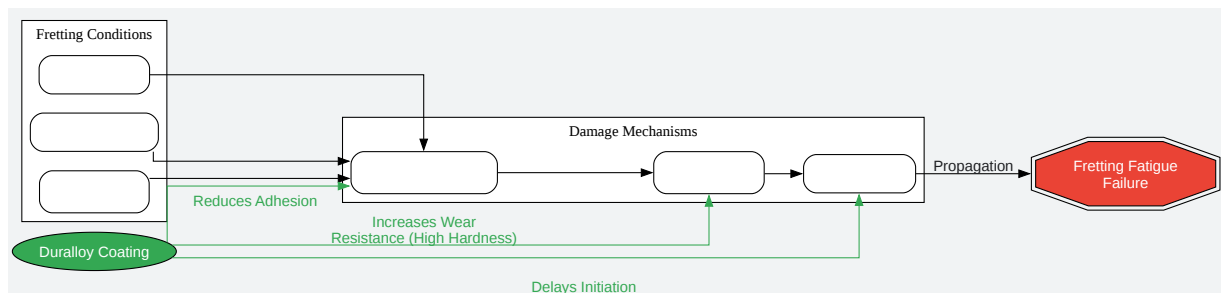 Fretting Conditions
Damage Mechanisms
Propagation
Fretting Fatigue
Failure
Reduces Adhesion
Increases Wear
Resistance (High Hardness)
Duralloy Coating
Delays Initiation